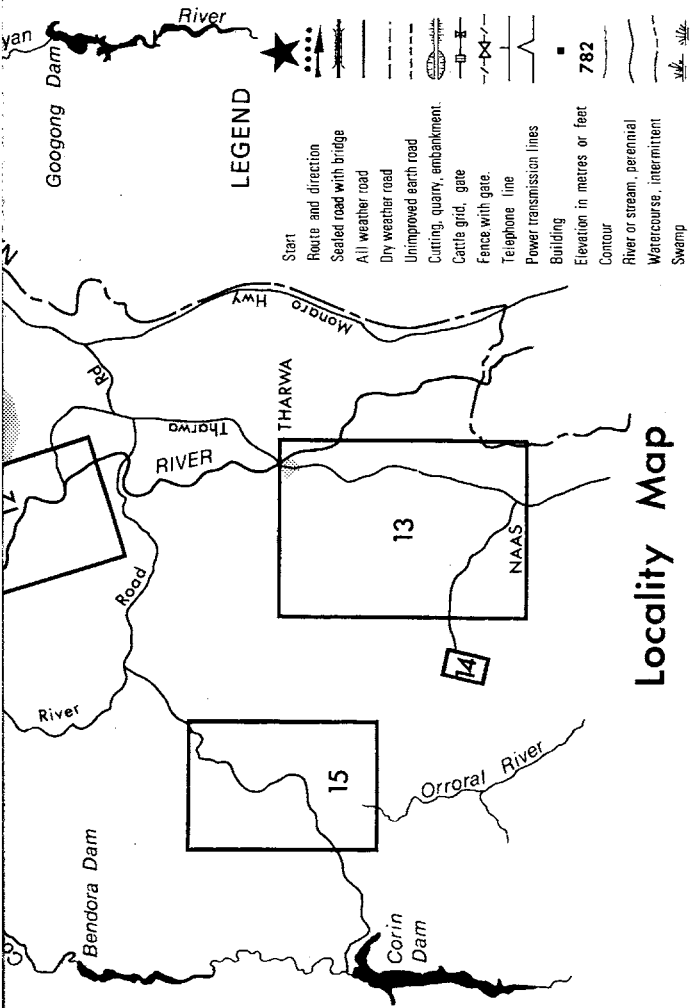 yan
River
Googong Dam
LEGEND
Start
Route and direction
Sealed road with bridge
All weather road
Dry weather road
Unimproved earth road
Cutting, quarry, embankment.
Cattle grid, gate
Fence with gate.
Telephone line
Power transmission lines
Building
Elevation in metres or feet
782
Contour
River or stream, perennial
Watercourse, intermittent
Swamp
Monaro Hwy
Rd
Tharwa
RIVER
THARWA
13
NAAS
14
Road
River
15
Orroral River
Bendora Dam
Corin
Dam
Locality Map